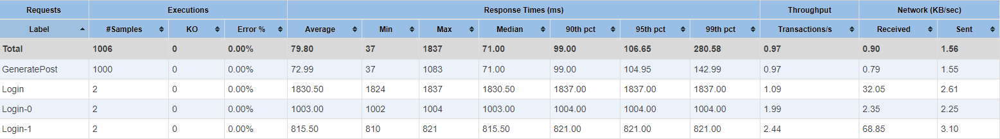 Requests Executions Response Times (ms) Throughput Network (KB/sec)
Label #Samples KO Error % Average Min Max Median 90th pct 95th pct 99th pct Transactions/s Received Sent
Total 1006 0 0.00% 79.80 37 1837 71.00 99.00 106.65 280.58 0.97 0.90 1.56
GeneratePost 1000 0 0.00% 72.99 37 1083 71.00 99.00 104.95 142.99 0.97 0.79 1.55
Login 2 0 0.00% 1830.50 1824 1837 1830.50 1837.00 1837.00 1837.00 1.09 32.05 2.61
Login-0 2 0 0.00% 1003.00 1002 1004 1003.00 1004.00 1004.00 1004.00 1.99 2.35 2.25
Login-1 2 0 0.00% 815.50 810 821 815.50 821.00 821.00 821.00 2.44 68.85 3.10